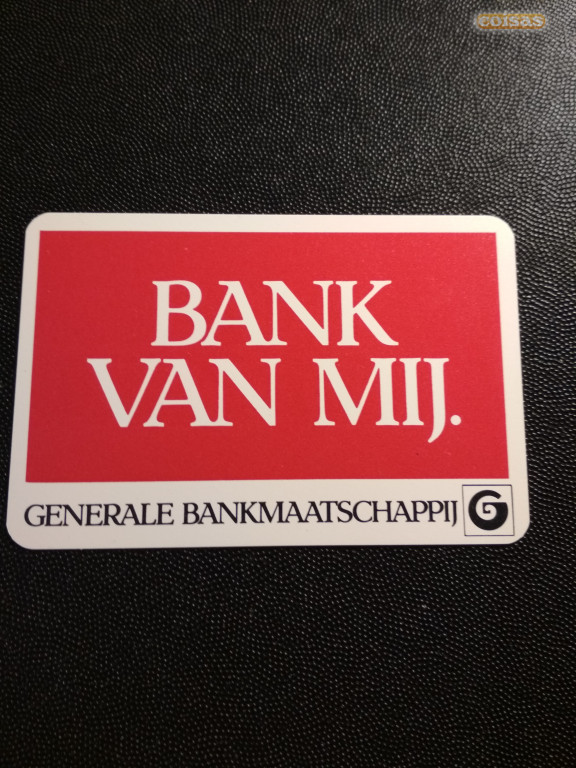 coisas
BANK
VAN MIJ.
GENERALE BANKMAATSCHAPPIJ G